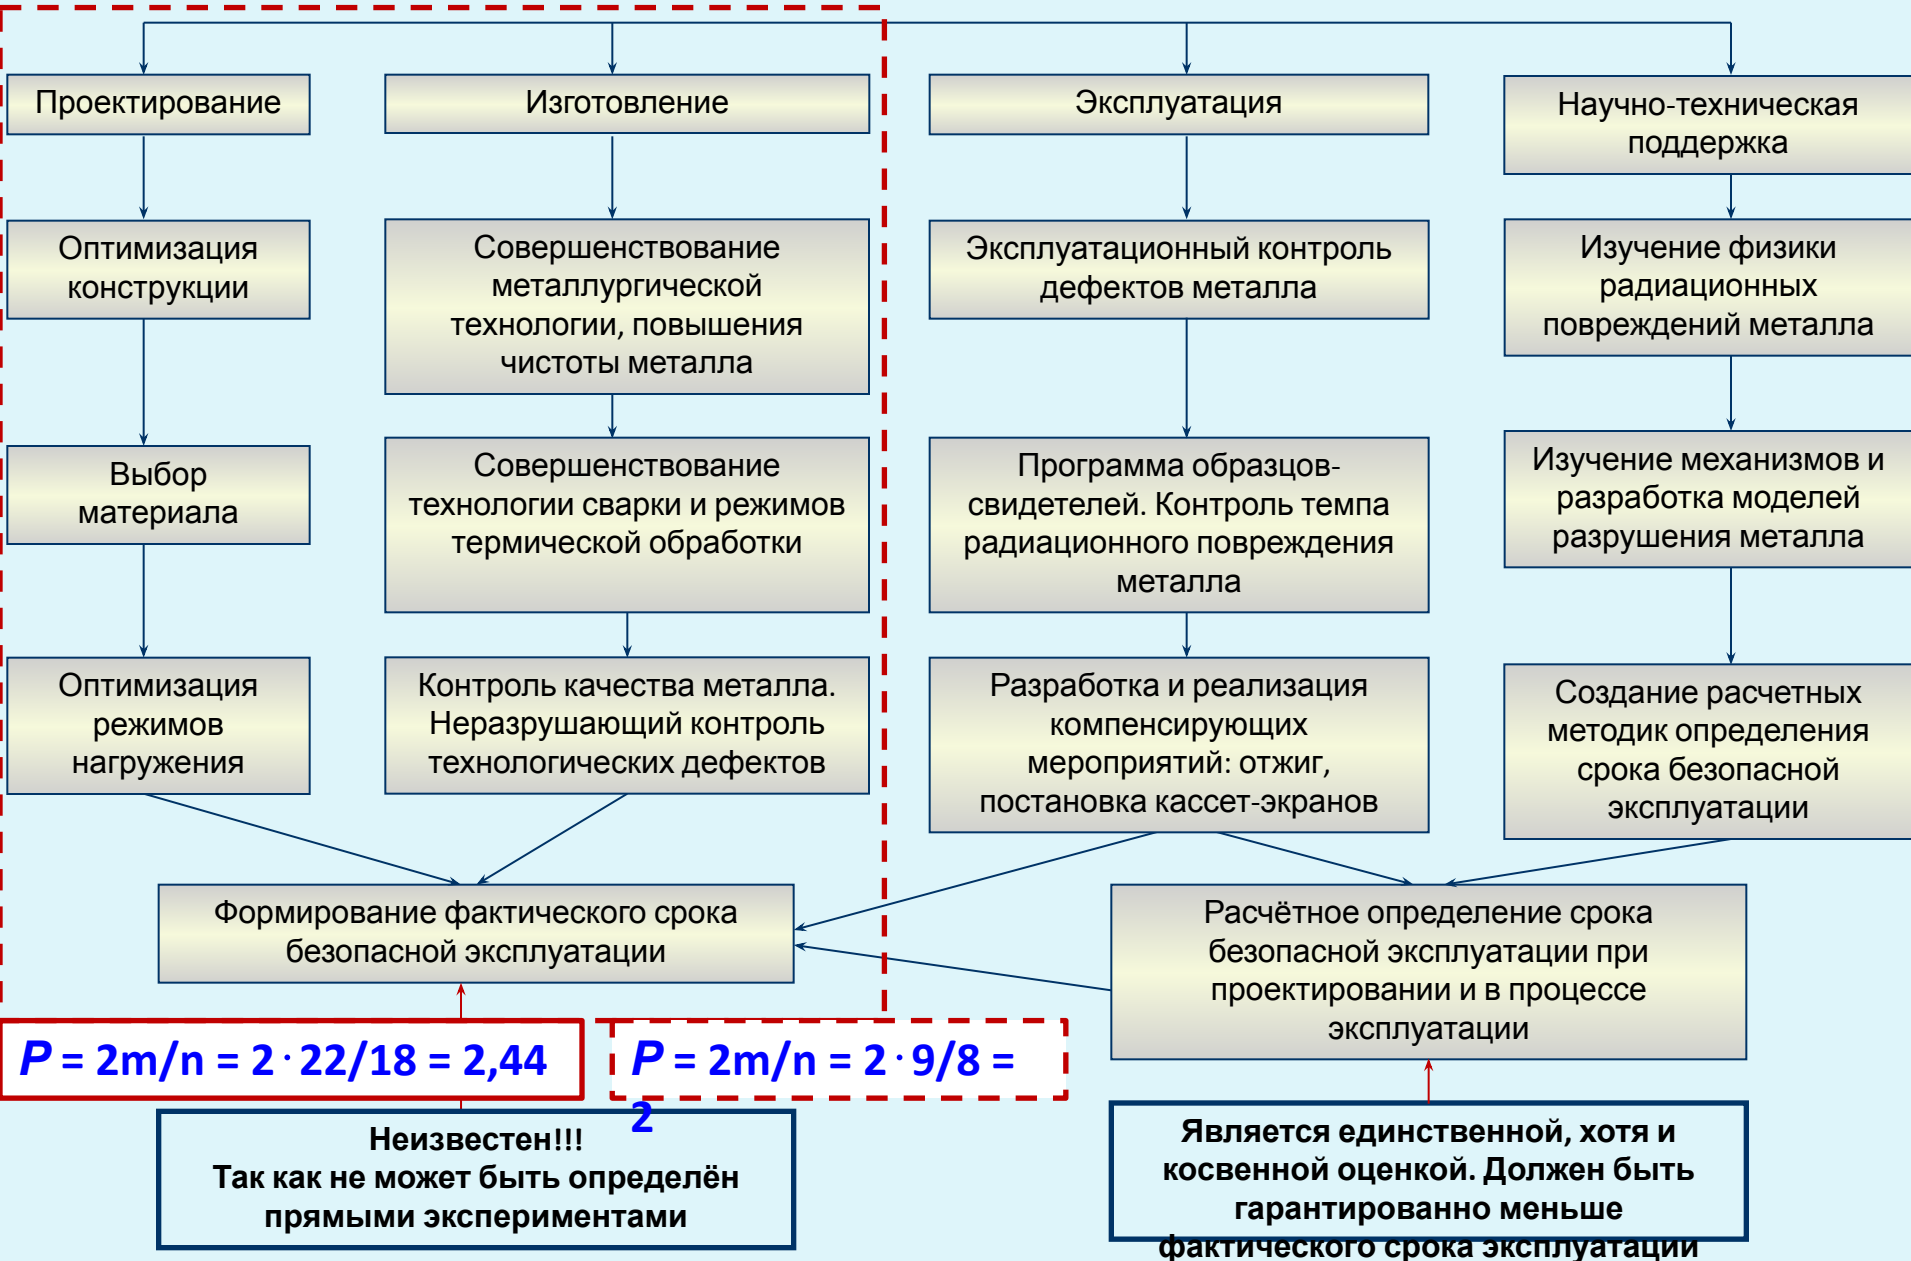 Проектирование
Изготовление
Эксплуатация
Научно-техническая
поддержка
Оптимизация
конструкции
Совершенствование
металлургической
технологии, повышения
чистоты металла
Эксплуатационный контроль
дефектов металла
Изучение физики
радиационных
повреждений металла
Выбор
материала
Совершенствование
технологии сварки и режимов
термической обработки
Программа образцов-
свидетелей. Контроль темпа
радиационного повреждения
металла
Изучение механизмов и
разработка моделей
разрушения металла
Оптимизация
режимов
нагружения
Контроль качества металла.
Неразрушающий контроль
технологических дефектов
Разработка и реализация
компенсирующих
мероприятий: отжиг,
постановка кассет-экранов
Создание расчетных
методик определения
срока безопасной
эксплуатации
Формирование фактического срока
безопасной эксплуатации
Расчётное определение срока
безопасной эксплуатации при
проектировании и в процессе
эксплуатации
P = 2m/n = 2·22/18 = 2,44
P = 2m/n = 2·9/8 =
2
Неизвестен!!!
Так как не может быть определён
прямыми экспериментами
Является единственной, хотя и
косвенной оценкой. Должен быть
гарантированно меньше
фактического срока эксплуатации